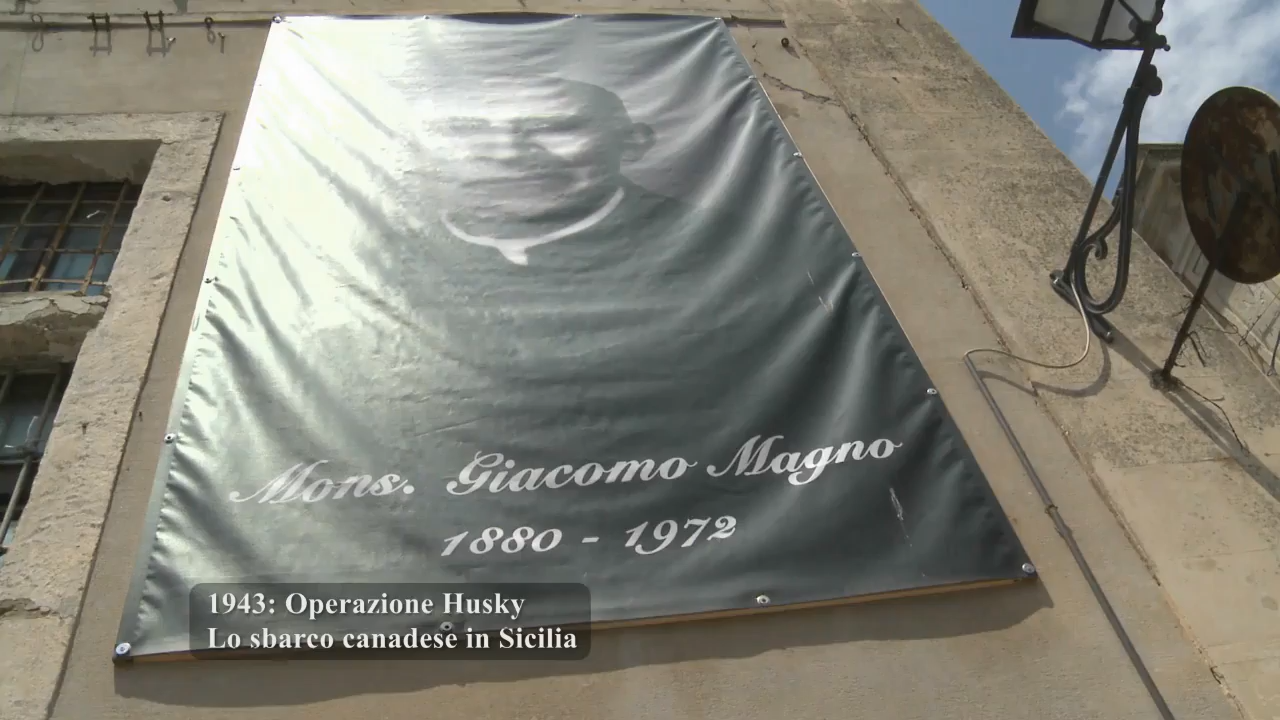 Mons. Giacomo Magno
1880 - 1972
1943: Operazione Husky
Lo sbarco canadese in Sicilia